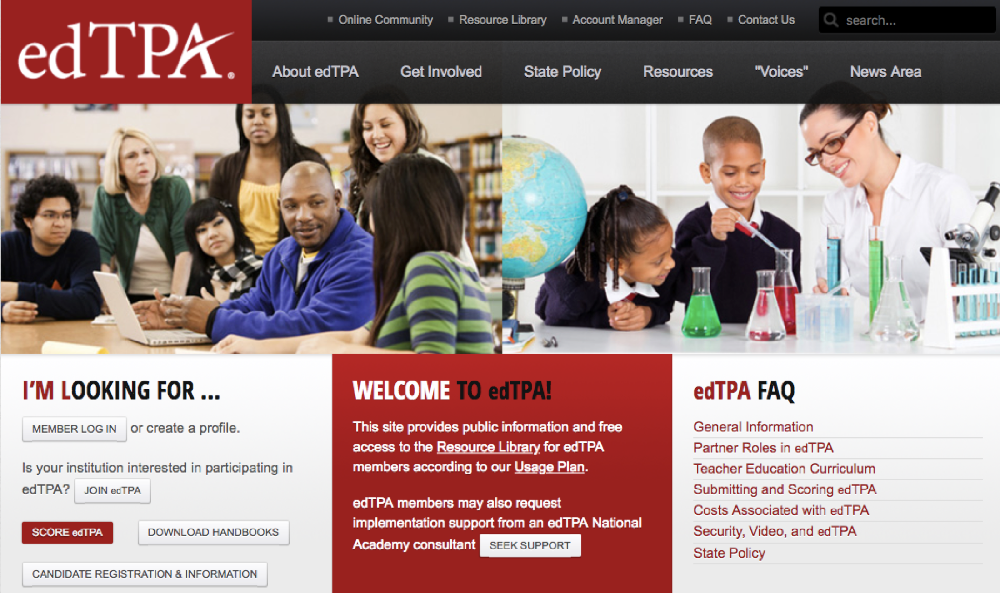 edTPA®
Online Community
Resource Library
Account Manager
FAQ
Contact Us
search...
About edTPA
Get Involved
State Policy
Resources
"Voices"
News Area
I'M LOOKING FOR ...
MEMBER LOG IN or create a profile.
Is your institution interested in participating in
edTPA? JOIN edTPA
SCORE edTPA
DOWNLOAD HANDBOOKS
CANDIDATE REGISTRATION & INFORMATION
WELCOME TO edTPA!
This site provides public information and free
access to the Resource Library for edTPA
members according to our Usage Plan.
edTPA members may also request
implementation support from an edTPA National
Academy consultant SEEK SUPPORT
edTPA FAQ
General Information
Partner Roles in edTPA
Teacher Education Curriculum
Submitting and Scoring edTPA
Costs Associated with edTPA
Security, Video, and edTPA
State Policy